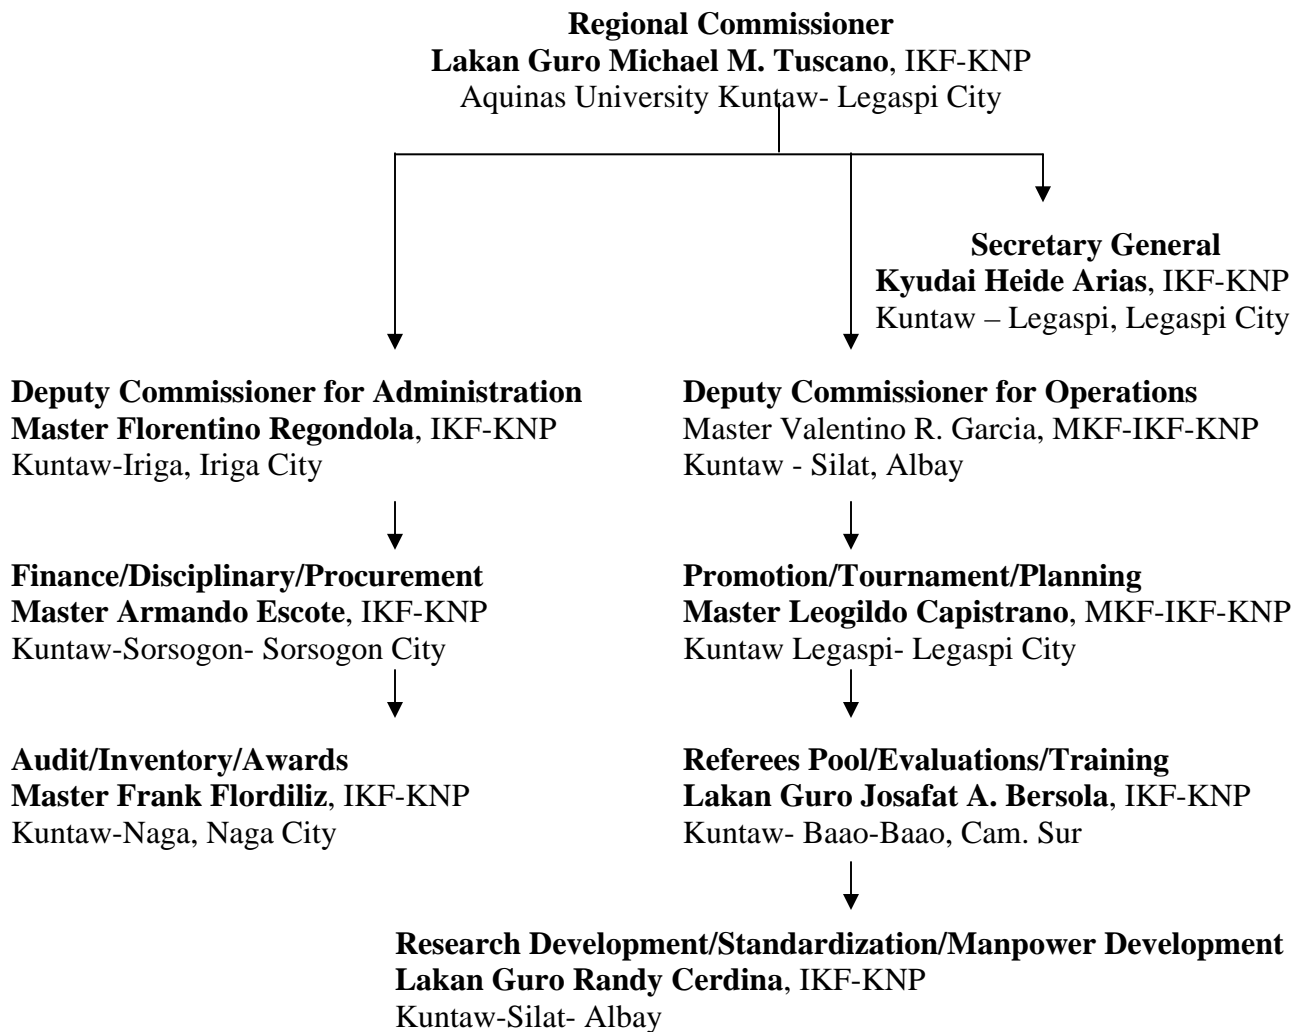 Regional Commissioner
Lakan Guro Michael M. Tuscano, IKF-KNP
Aquinas University Kuntaw- Legaspi City
Secretary General
Kyudai Heide Arias, IKF-KNP
Kuntaw – Legaspi, Legaspi City
Deputy Commissioner for Administration
Master Florentino Regondola, IKF-KNP
Kuntaw-Iriga, Iriga City
Deputy Commissioner for Operations
Master Valentino R. Garcia, MKF-IKF-KNP
Kuntaw - Silat, Albay
Finance/Disciplinary/Procurement
Master Armando Escote, IKF-KNP
Kuntaw-Sorsogon- Sorsogon City
Promotion/Tournament/Planning
Master Leogildo Capistrano, MKF-IKF-KNP
Kuntaw Legaspi- Legaspi City
Audit/Inventory/Awards
Master Frank Flordiliz, IKF-KNP
Kuntaw-Naga, Naga City
Referees Pool/Evaluations/Training
Lakan Guro Josafat A. Bersola, IKF-KNP
Kuntaw- Baao-Baao, Cam. Sur
Research Development/Standardization/Manpower Development
Lakan Guro Randy Cerdina, IKF-KNP
Kuntaw-Silat- Albay